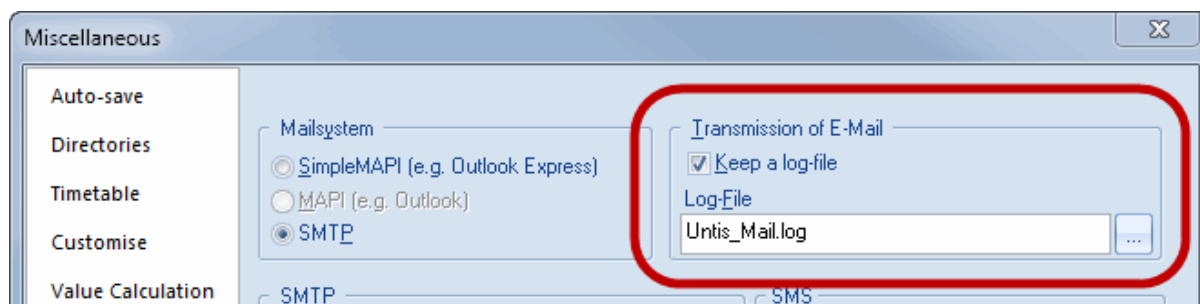 Miscellaneous
Auto-save
Directories
Timetable
Customise
Value Calculation
Mailsystem
SimpleMAPI (e.g. Outlook Express)
MAPI (e.g. Outlook)
SMTP
Transmission of E-Mail
Keep a log-file
Log-File
Untis_Mail.log
...
SMTP
SMS